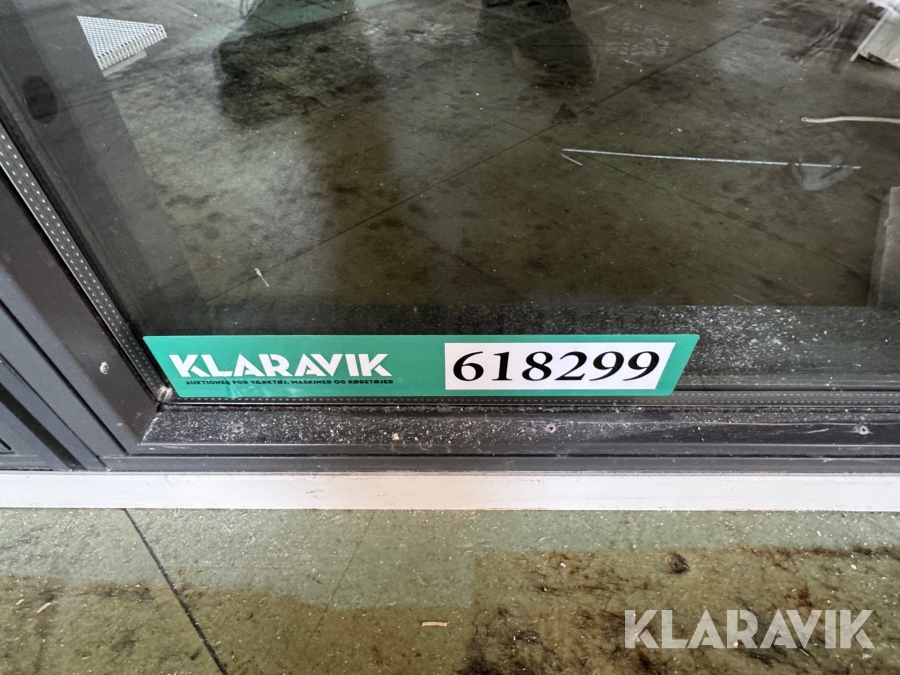 KLARAVIK
AUKTIONER FOR VÆRKTØJ, MASKINER OG KØRETØJER
618299
KLARAVIK